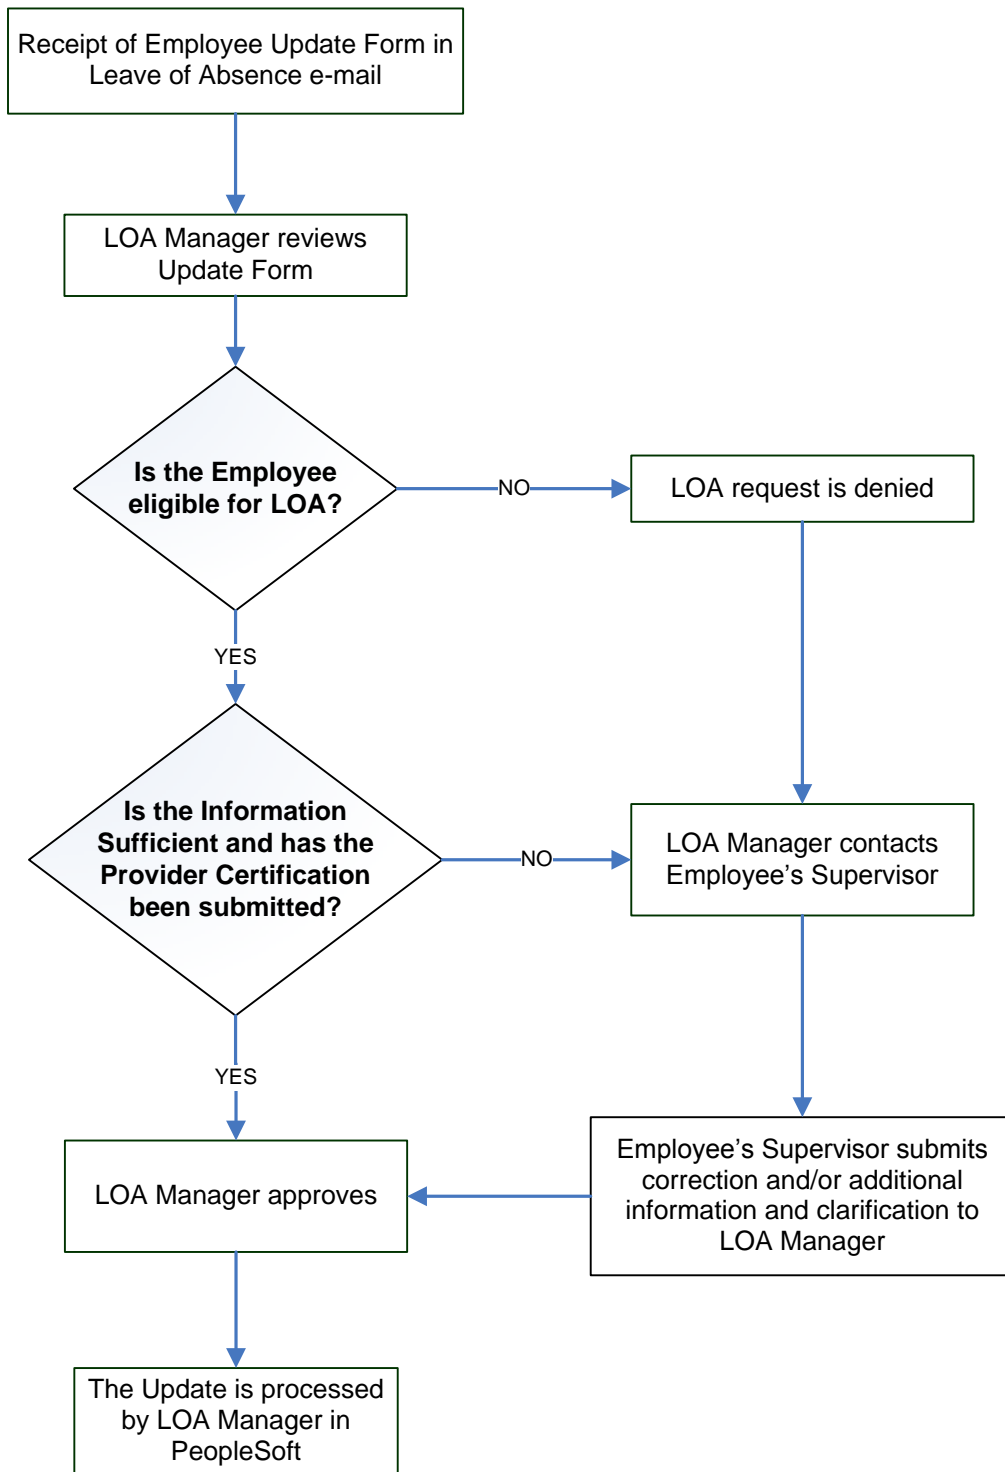 Receipt of Employee Update Form in
Leave of Absence e-mail
LOA Manager reviews
Update Form
Is the Employee
eligible for LOA?
NO
LOA request is denied
YES
Is the Information
Sufficient and has the
Provider Certification
been submitted?
NO
LOA Manager contacts
Employee’s Supervisor
YES
LOA Manager approves
Employee’s Supervisor submits
correction and/or additional
information and clarification to
LOA Manager
The Update is processed
by LOA Manager in
PeopleSoft